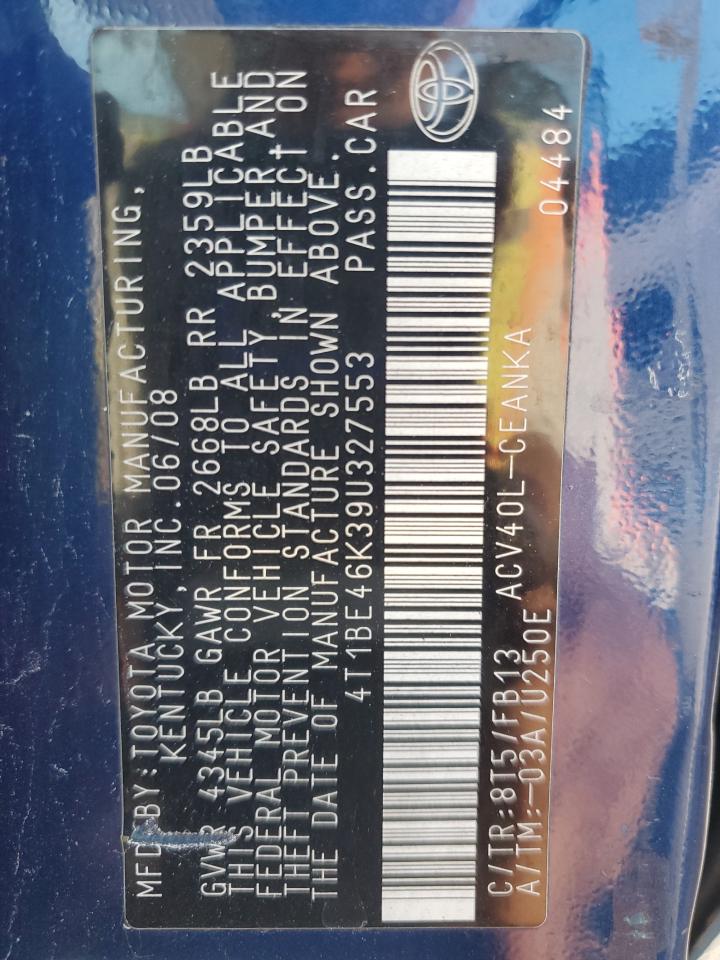 MFD BY:TOYOTA MOTOR MANUFACTURING,
KENTUCKY, INC. 06/08
GVWR 4345LB GAWR FR 2668LB RR 2359LB
THIS VEHICLE CONFORMS TO ALL APPLICABLE
FEDERAL MOTOR VEHICLE SAFETY, BUMPER, AND
THEFT PREVENTION STANDARDS IN EFFECT ON
THE DATE OF MANUFACTURE SHOWN ABOVE.
4T1BE46K39U327553 PASS.CAR
C/TR:8T5/FB13 ACV40L-CEANKA 04484
A/TM:-03A/U250E